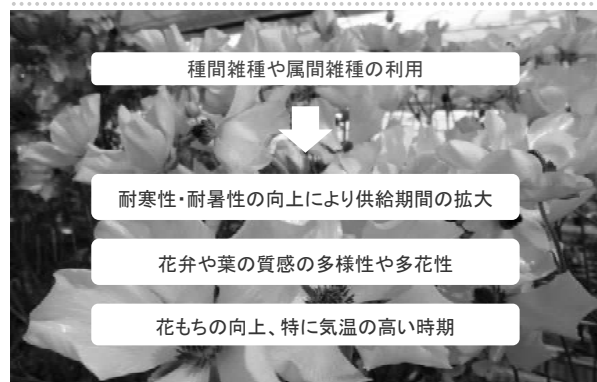 種間雑種や属間雑種の利用
耐寒性・耐暑性の向上により供給期間の拡大
花弁や葉の質感の多様性や多花性
花もちの向上、特に気温の高い時期